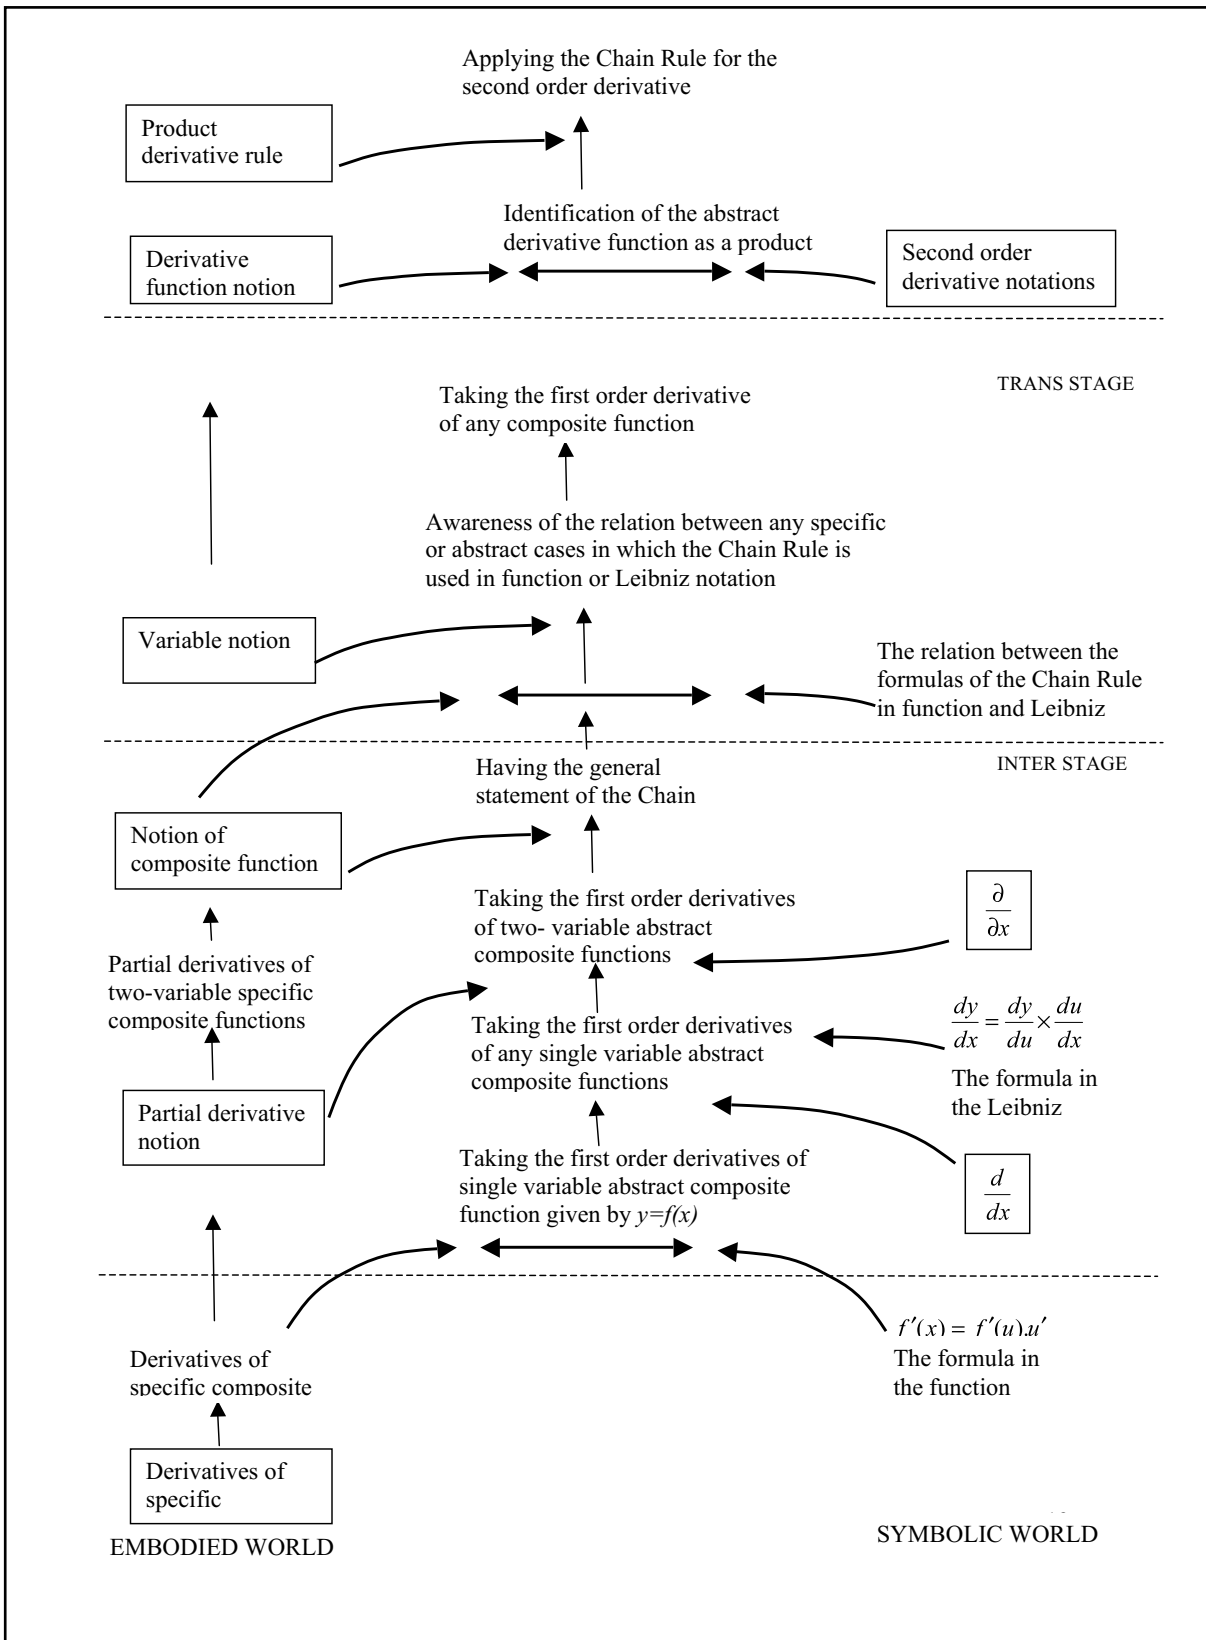 Applying the Chain Rule for the
second order derivative
Product
derivative rule
Identification of the abstract
derivative function as a product
Derivative
function notion
Second order
derivative notations
TRANS STAGE
Taking the first order derivative
of any composite function
Awareness of the relation between any specific
or abstract cases in which the Chain Rule is
used in function or Leibniz notation
Variable notion
The relation between the
formulas of the Chain Rule
in function and Leibniz
INTER STAGE
Having the general
statement of the Chain
Notion of
composite function
Taking the first order derivatives
of two- variable abstract
composite functions
∂
∂x
Partial derivatives of
two-variable specific
composite functions
Taking the first order derivatives
of any single variable abstract
composite functions
dy/dx = dy/du × du/dx
The formula in
the Leibniz
Partial derivative
notion
Taking the first order derivatives of
single variable abstract composite
function given by y=f(x)
d
dx
f′(x) = f′(u).u′
The formula in
the function
Derivatives of
specific composite
Derivatives of
specific
EMBODIED WORLD
SYMBOLIC WORLD